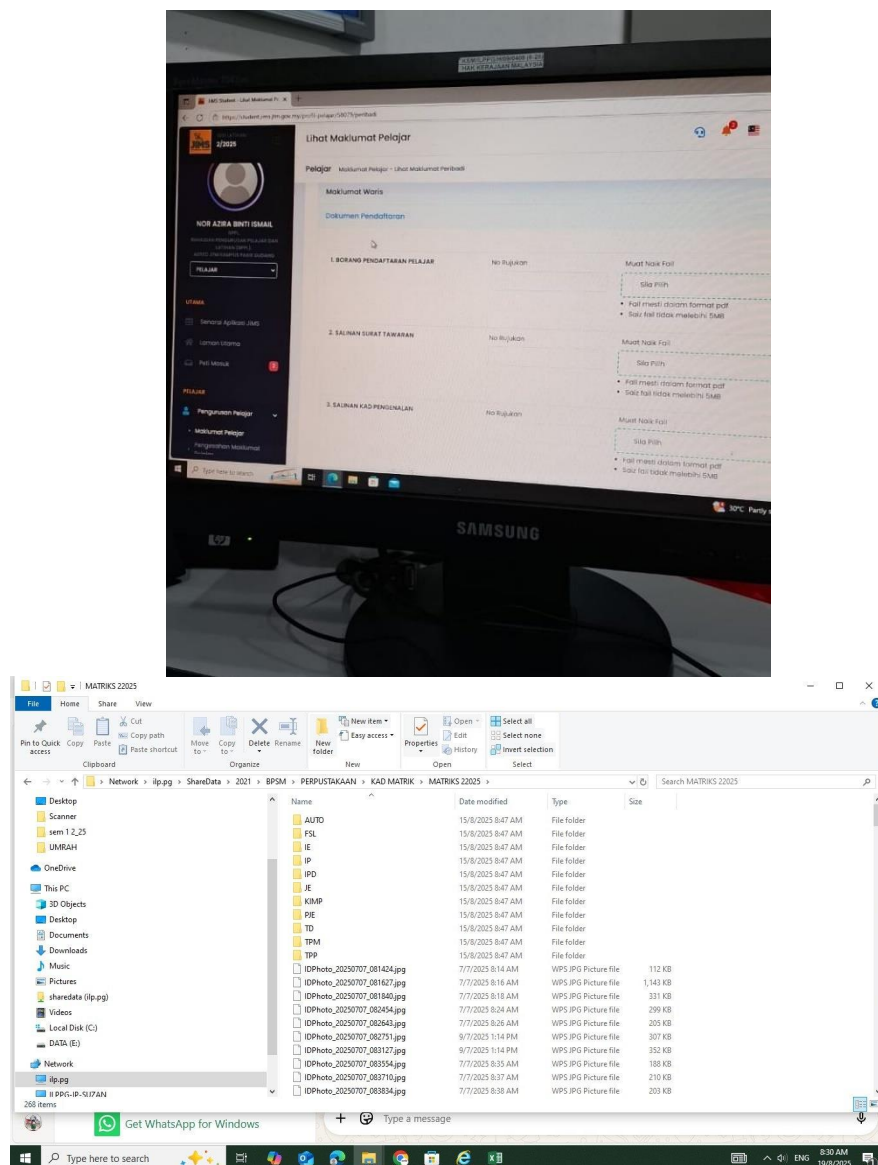 HAK KERAJAAN MALAYSIA
JIMS Student - Lihat Maklumat Pr
JIMS
2/2025
Lihat Maklumat Pelajar
Pelajar Maklumat Pelajar - Lihat Maklumat Peribadi
Maklumat Waris
Dokumen Pendaftaran
NOR AZIRA BINTI ISMAIL
PELAJAR
UTAMA
Senarai Aplikasi JIMS
Laman Utama
Peti Masuk
PELAJAR
Pengurusan Pelajar
Maklumat Pelajar
Pengesahan Maklumat
1. BORANG PENDAFTARAN PELAJAR
No Rujukan
Muat Naik Fail
Sila Pilih
Fail mesti dalam format pdf
Saiz fail tidak melebihi 5MB
2. SALINAN SURAT TAWARAN
No Rujukan
Muat Naik Fail
Sila Pilih
Fail mesti dalam format pdf
Saiz fail tidak melebihi 5MB
3. SALINAN KAD PENGENALAN
No Rujukan
Muat Naik Fail
Sila Pilih
Fail mesti dalam format pdf
Saiz fail tidak melebihi 5MB
Type here to search
30°C Partly
SAMSUNG
hp
MATRIKS 22025
File Home Share View
Pin to Quick access
Copy
Paste
Cut
Copy path
Paste shortcut
Move to
Copy to
Delete
Rename
New folder
New item
Easy access
Properties
Open
Edit
History
Select all
Select none
Invert selection
Clipboard Organize New Open Select
Network > ilp.pg > ShareData > 2021 > BPSM > PERPUSTAKAAN > KAD MATRIK > MATRIKS 22025 >
Search MATRIKS 22025
Desktop
Scanner
sem 1 2_25
UMRAH
OneDrive
This PC
3D Objects
Desktop
Documents
Downloads
Music
Pictures
sharedata (ilp.pg)
Videos
Local Disk (C:)
DATA (E:)
Network
ilp.pg
ILPPG-JP-SUZAN
Name Date modified Type Size
AUTO 15/8/2025 8:47 AM File folder
FSL 15/8/2025 8:47 AM File folder
IE 15/8/2025 8:47 AM File folder
IP 15/8/2025 8:47 AM File folder
IPD 15/8/2025 8:47 AM File folder
JE 15/8/2025 8:47 AM File folder
KIMP 15/8/2025 8:47 AM File folder
PJE 15/8/2025 8:47 AM File folder
TD 15/8/2025 8:47 AM File folder
TPM 15/8/2025 8:47 AM File folder
TPP 15/8/2025 8:47 AM File folder
IDPhoto_20250707_081424.jpg 7/7/2025 8:14 AM WPS JPG Picture file 112 KB
IDPhoto_20250707_081627.jpg 7/7/2025 8:16 AM WPS JPG Picture file 1,143 KB
IDPhoto_20250707_081840.jpg 7/7/2025 8:18 AM WPS JPG Picture file 331 KB
IDPhoto_20250707_082454.jpg 7/7/2025 8:24 AM WPS JPG Picture file 299 KB
IDPhoto_20250707_082643.jpg 7/7/2025 8:26 AM WPS JPG Picture file 205 KB
IDPhoto_20250707_082751.jpg 9/7/2025 1:14 PM WPS JPG Picture file 307 KB
IDPhoto_20250707_083127.jpg 9/7/2025 1:14 PM WPS JPG Picture file 352 KB
IDPhoto_20250707_083554.jpg 7/7/2025 8:35 AM WPS JPG Picture file 188 KB
IDPhoto_20250707_083710.jpg 7/7/2025 8:37 AM WPS JPG Picture file 210 KB
IDPhoto_20250707_083834.jpg 7/7/2025 8:38 AM WPS JPG Picture file 203 KB
268 items
Get WhatsApp for Windows
Type a message
Type here to search
ENG
8:30 AM
19/8/2025